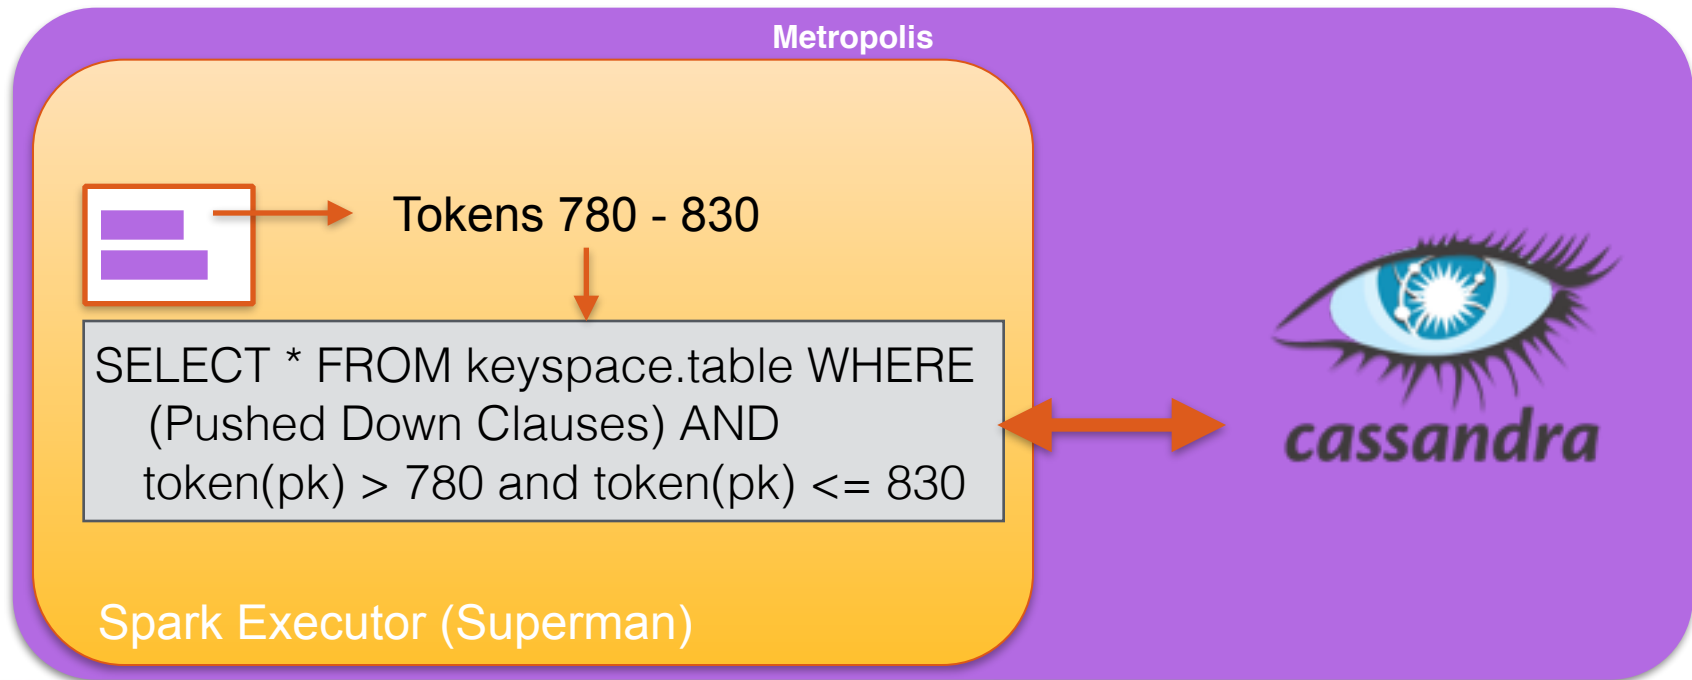 Metropolis
Tokens 780 - 830
SELECT * FROM keyspace.table WHERE
(Pushed Down Clauses) AND
token(pk) > 780 and token(pk) <= 830
cassandra
Spark Executor (Superman)